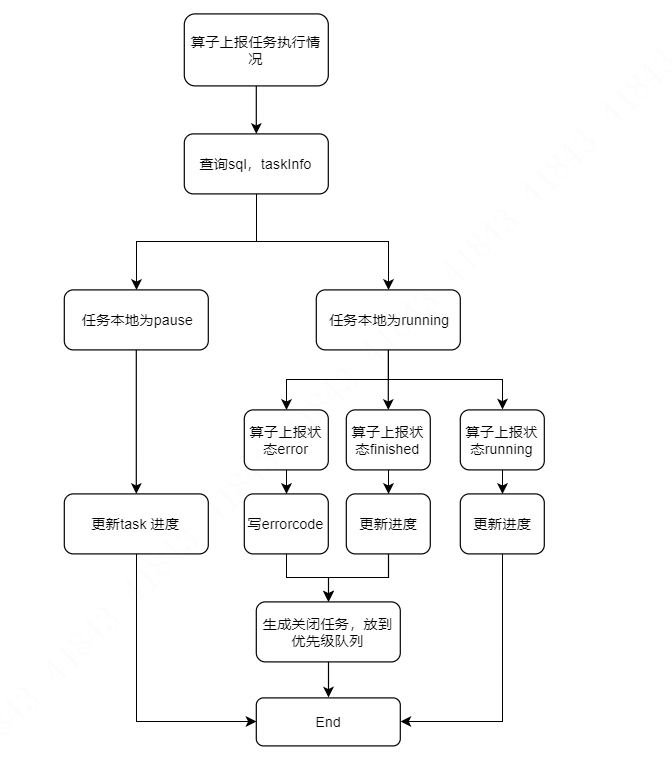 算子上报任务执行情
况
查询sql，taskInfo
任务本地为pause
任务本地为running
算子上报状
态error
算子上报状
态finished
算子上报状
态running
更新task 进度
写errorcode
更新进度
更新进度
生成关闭任务，放到
优先级队列
End
41843 41843 41843 41843